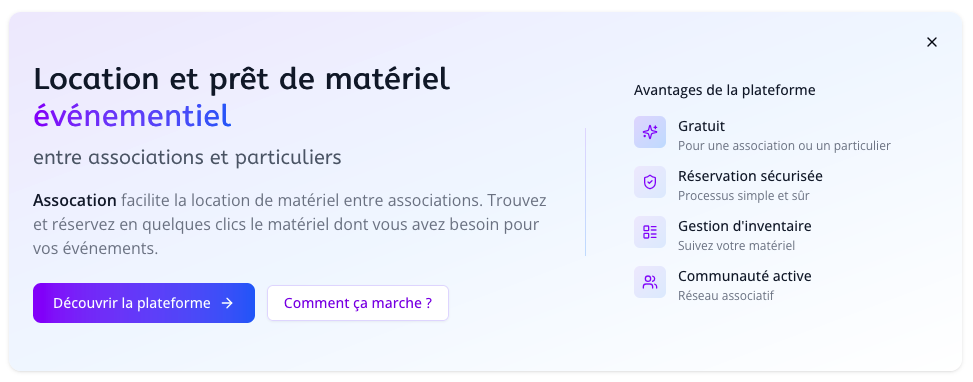 Location et prêt de matériel
événementiel
entre associations et particuliers
Assocation facilite la location de matériel entre associations. Trouvez
et réservez en quelques clics le matériel dont vous avez besoin pour
vos événements.
Découvrir la plateforme →
Comment ça marche ?
Avantages de la plateforme
Gratuit
Pour une association ou un particulier
Réservation sécurisée
Processus simple et sûr
Gestion d'inventaire
Suivez votre matériel
Communauté active
Réseau associatif